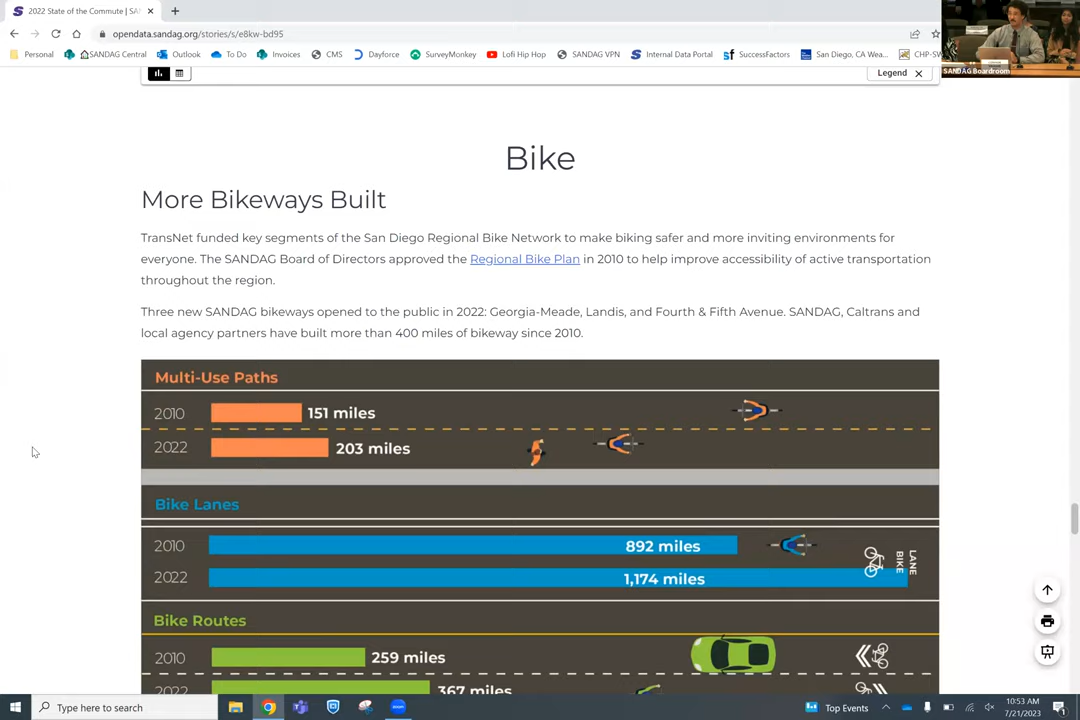 2022 State of the Commute | SA
opendata.sandag.org/stories/s/e8kw-bd95
Personal
SANDAG Central
Outlook
To Do
Invoices
CMS
Dayforce
SurveyMonkey
Lofi Hip Hop
SANDAG VPN
Internal Data Portal
SuccessFactors
San Diego, CA Wea...
CHP-SW
SANDAG Boardroom
Legend
Bike
More Bikeways Built
TransNet funded key segments of the San Diego Regional Bike Network to make biking safer and more inviting environments for
everyone. The SANDAG Board of Directors approved the Regional Bike Plan in 2010 to help improve accessibility of active transportation
throughout the region.
Three new SANDAG bikeways opened to the public in 2022: Georgia-Meade, Landis, and Fourth & Fifth Avenue. SANDAG, Caltrans and
local agency partners have built more than 400 miles of bikeway since 2010.
Multi-Use Paths
2010 151 miles
2022 203 miles
Bike Lanes
2010 892 miles
2022 1,174 miles
LANE
BIKE
Bike Routes
2010 259 miles
2022 367 miles
Type here to search
Top Events
10:53 AM
7/21/2023